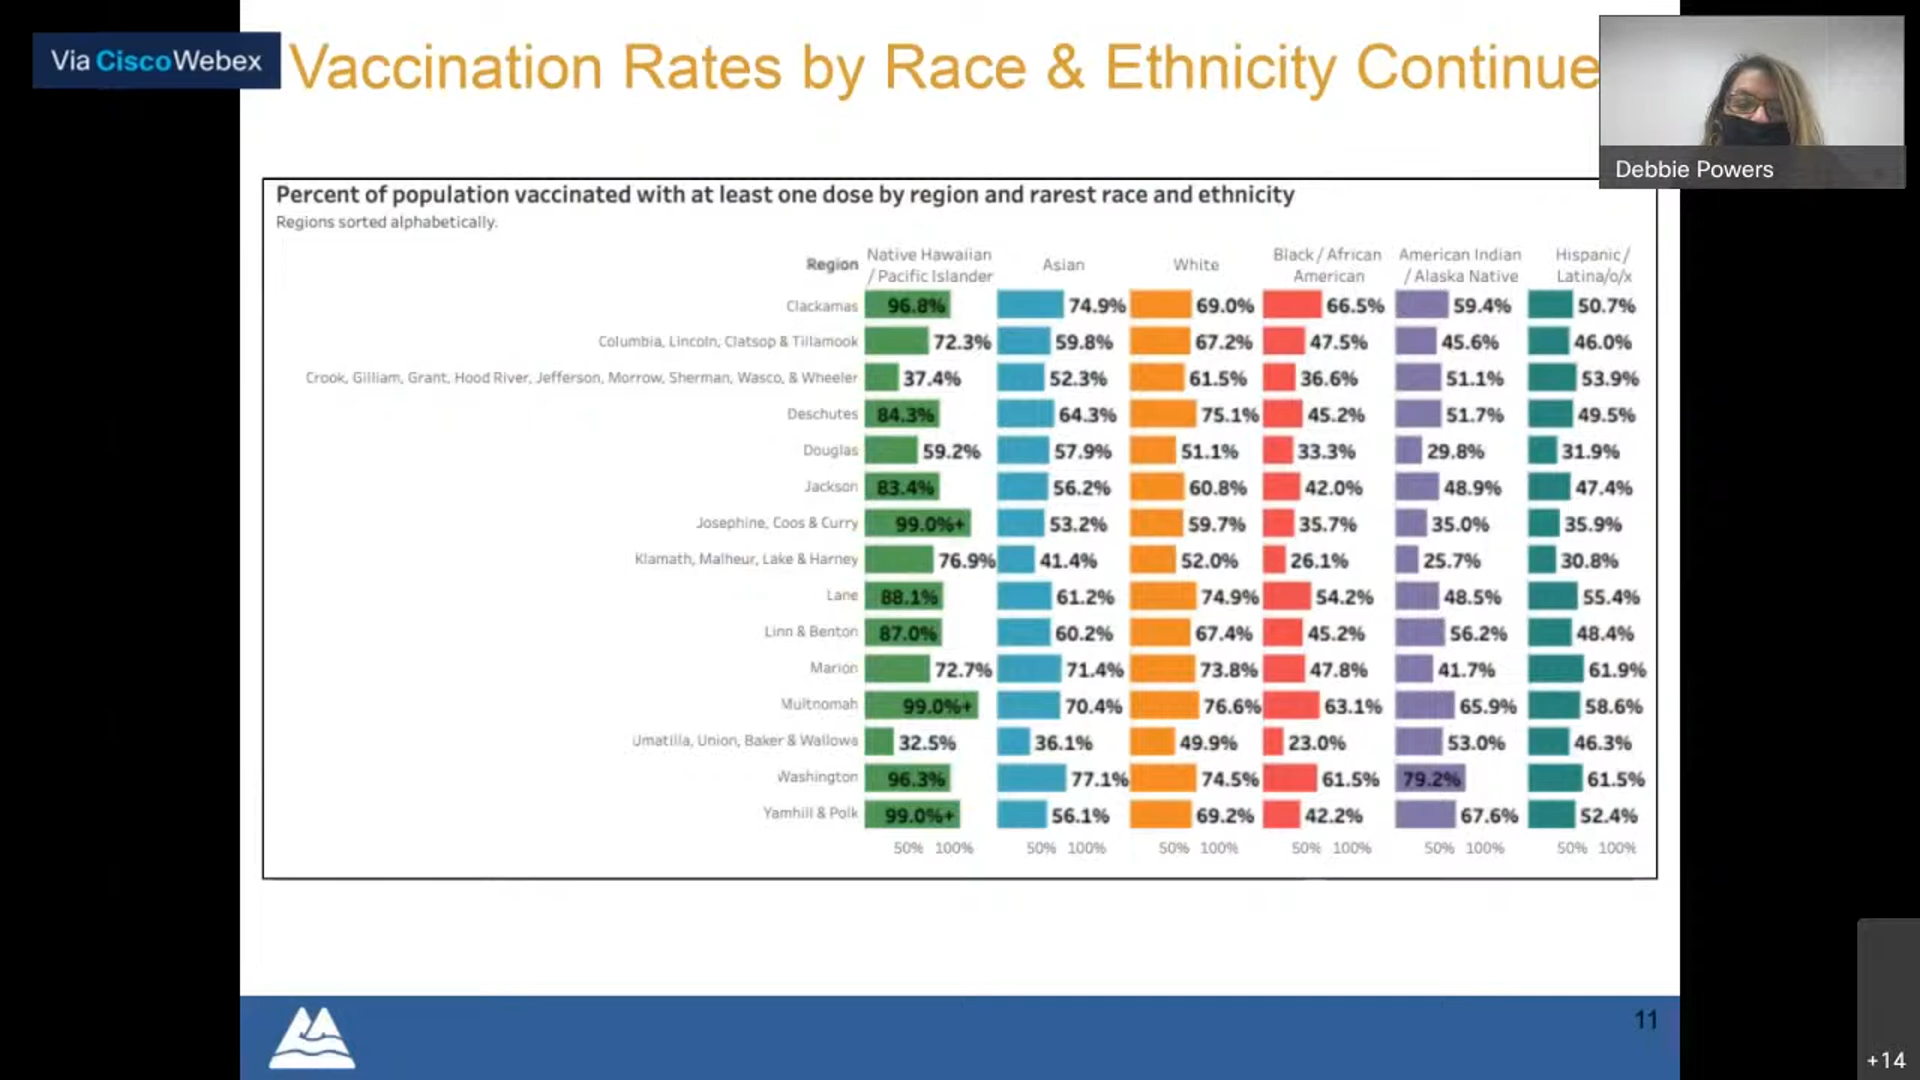 Via CiscoWebex
Vaccination Rates by Race & Ethnicity Continue
Debbie Powers
Percent of population vaccinated with at least one dose by region and rarest race and ethnicity
Regions sorted alphabetically.
Region Native Hawaiian / Pacific Islander Asian White Black / African American American Indian / Alaska Native Hispanic / Latina/o/x
Clackamas 96.8% 74.9% 69.0% 66.5% 59.4% 50.7%
Columbia, Lincoln, Clatsop & Tillamook 72.3% 59.8% 67.2% 47.5% 45.6% 46.0%
Crook, Gilliam, Grant, Hood River, Jefferson, Morrow, Sherman, Wasco, & Wheeler 37.4% 52.3% 61.5% 36.6% 51.1% 53.9%
Deschutes 84.3% 64.3% 75.1% 45.2% 51.7% 49.5%
Douglas 59.2% 57.9% 51.1% 33.3% 29.8% 31.9%
Jackson 83.4% 56.2% 60.8% 42.0% 48.9% 47.4%
Josephine, Coos & Curry 99.0%+ 53.2% 59.7% 35.7% 35.0% 35.9%
Klamath, Malheur, Lake & Harney 76.9% 41.4% 52.0% 26.1% 25.7% 30.8%
Lane 88.1% 61.2% 74.9% 54.2% 48.5% 55.4%
Linn & Benton 87.0% 60.2% 67.4% 45.2% 56.2% 48.4%
Marion 72.7% 71.4% 73.8% 47.8% 41.7% 61.9%
Multnomah 99.0%+ 70.4% 76.6% 63.1% 65.9% 58.6%
Umatilla, Union, Baker & Wallowa 32.5% 36.1% 49.9% 23.0% 53.0% 46.3%
Washington 96.3% 77.1% 74.5% 61.5% 79.2% 61.5%
Yamhill & Polk 99.0%+ 56.1% 69.2% 42.2% 67.6% 52.4%
50% 100% 50% 100% 50% 100% 50% 100% 50% 100% 50% 100%
11
+14